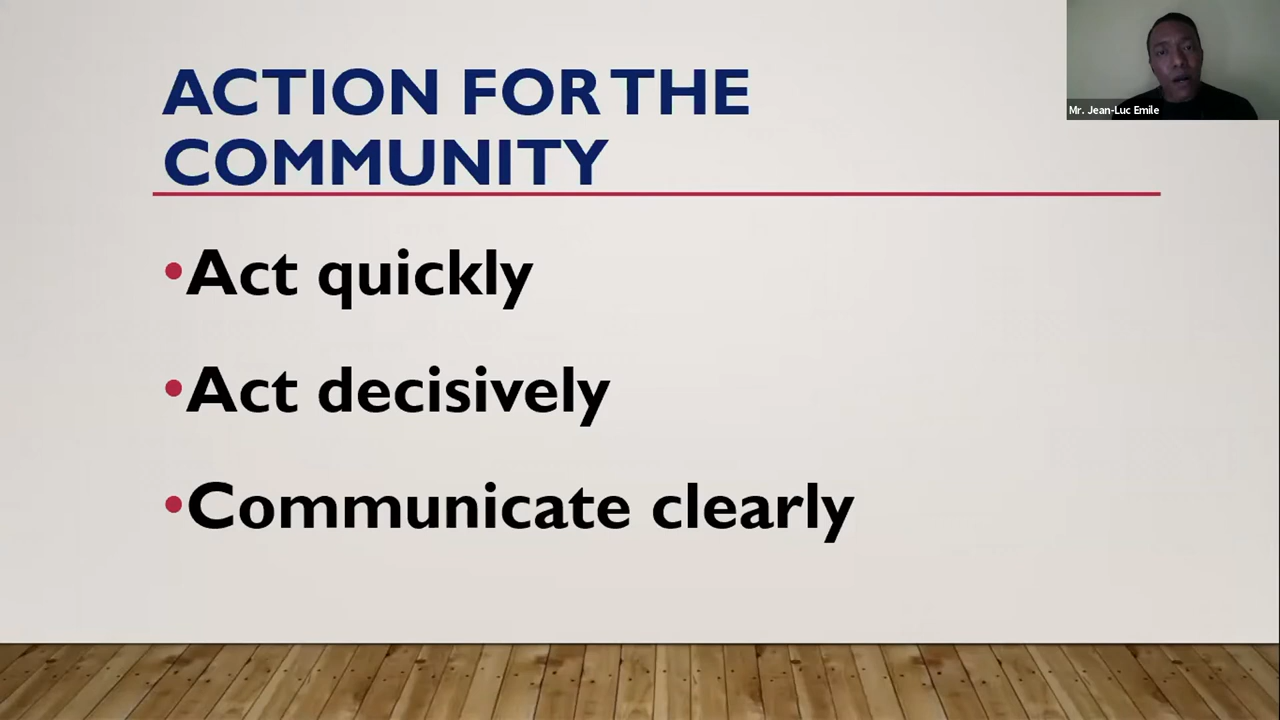 ACTION FOR THE
COMMUNITY
•Act quickly
•Act decisively
•Communicate clearly
Mr. Jean-Luc Emile